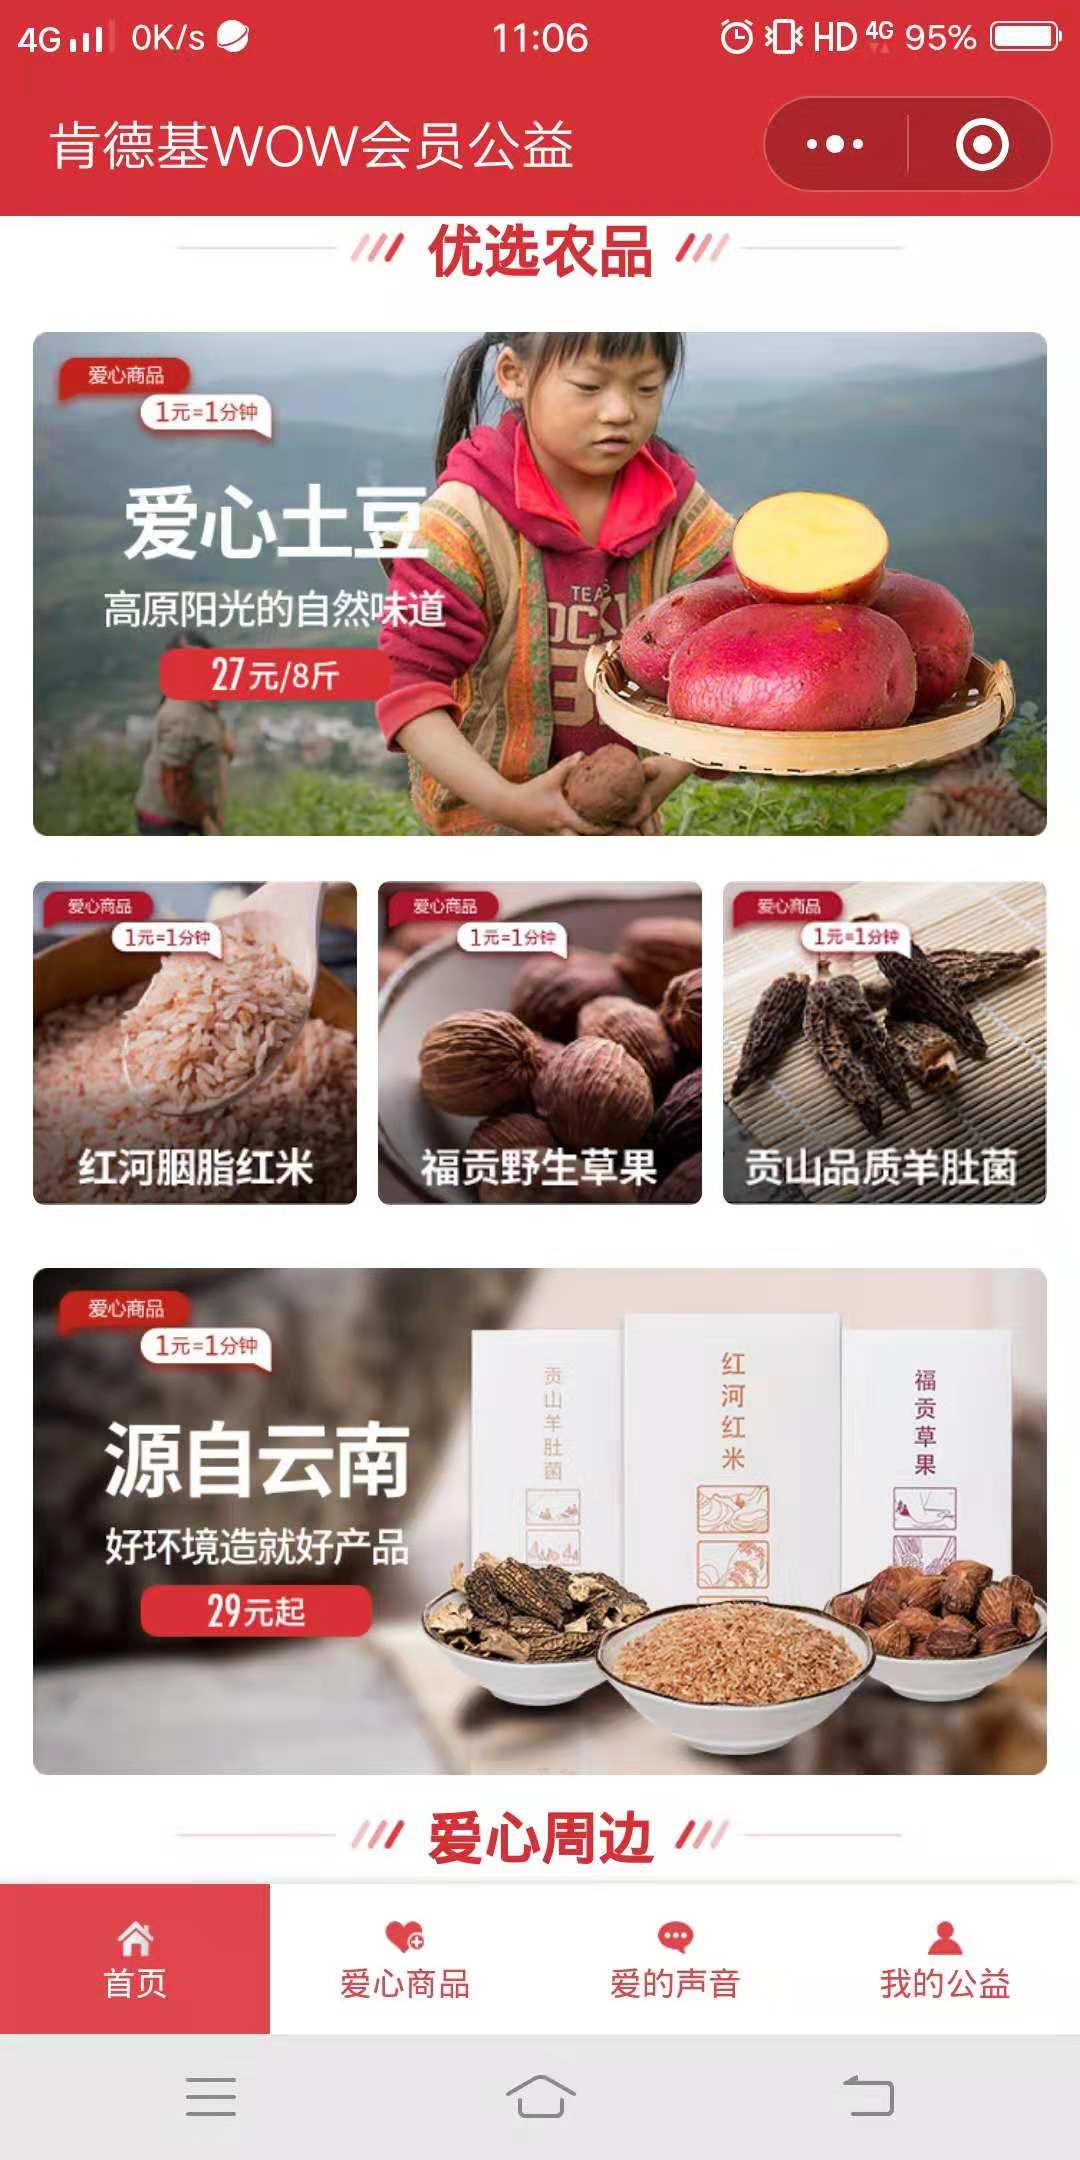 4G 0K/s 11:06 HD 4G 95%
肯德基WOW会员公益
优选农品
爱心商品
1元=1分钟
爱心土豆
高原阳光的自然味道
27元/8斤
爱心商品
1元=1分钟
红河胭脂红米
爱心商品
1元=1分钟
福贡野生草果
爱心商品
1元=1分钟
贡山品质羊肚菌
爱心商品
1元=1分钟
源自云南
好环境造就好产品
29元起
贡山羊肚菌
红河红米
福贡草果
爱心周边
首页
爱心商品
爱的声音
我的公益